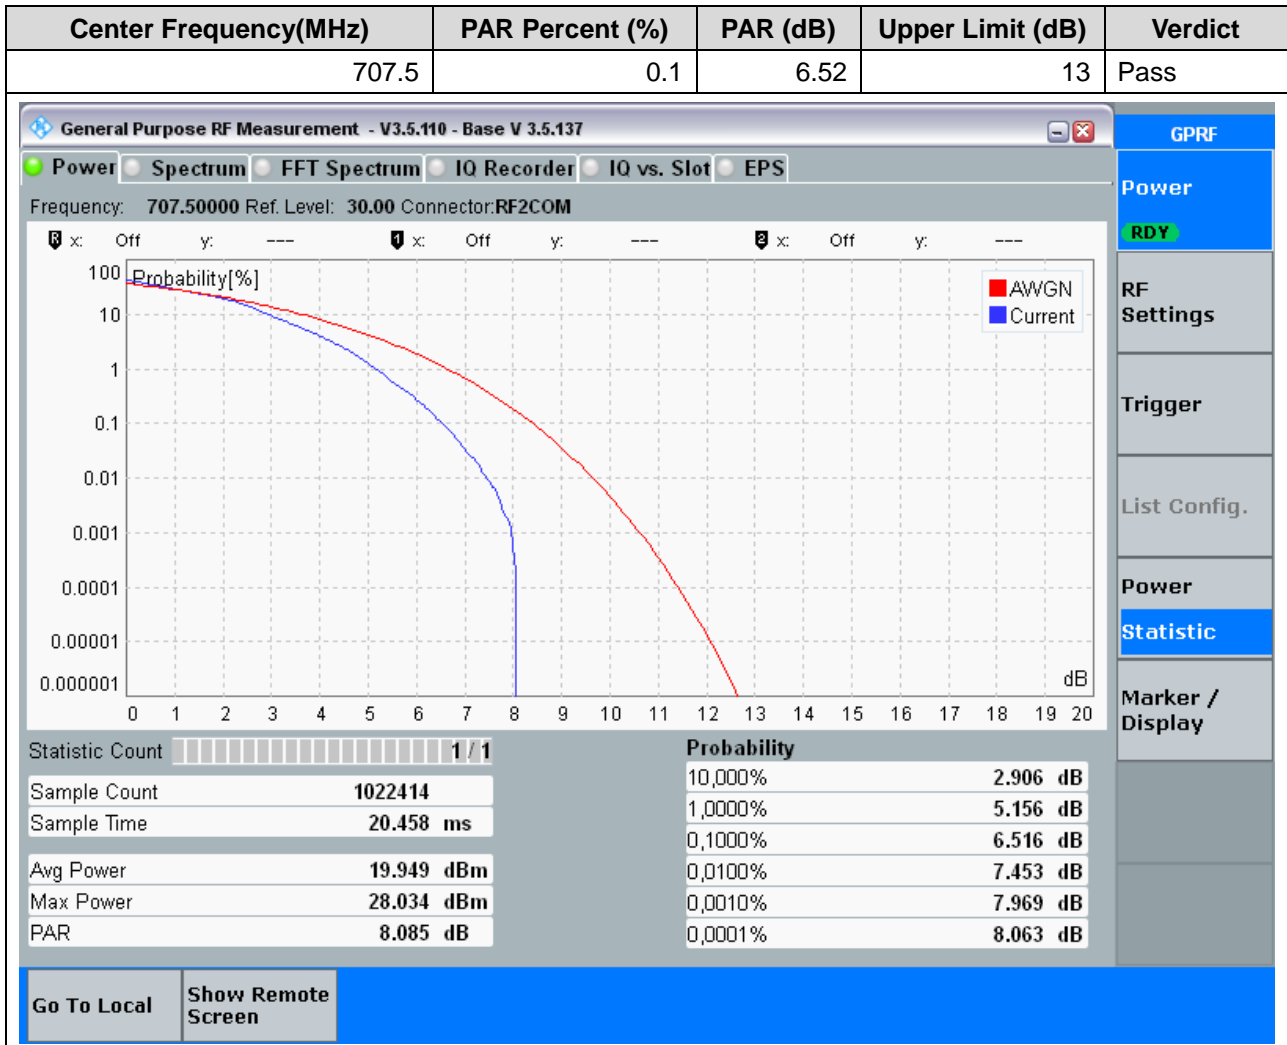 Center Frequency(MHz) PAR Percent (%) PAR (dB) Upper Limit (dB) Verdict
707.5 0.1 6.52 13 Pass
General Purpose RF Measurement - V3.5.110 - Base V 3.5.137
GPRF
Power Spectrum FFT Spectrum IQ Recorder IQ vs. Slot EPS
Frequency: 707.50000 Ref. Level: 30.00 Connector:RF2COM
R x: Off y: --- 1 x: Off y: --- 2 x: Off y: ---
Probability[%]
AWGN
Current
100
10
1
0.1
0.01
0.001
0.0001
0.00001
0.000001
dB
0 1 2 3 4 5 6 7 8 9 10 11 12 13 14 15 16 17 18 19 20
Statistic Count 1 / 1
Sample Count 1022414
Sample Time 20.458 ms
Avg Power 19.949 dBm
Max Power 28.034 dBm
PAR 8.085 dB
Probability
10,000% 2.906 dB
1,0000% 5.156 dB
0,1000% 6.516 dB
0,0100% 7.453 dB
0,0010% 7.969 dB
0,0001% 8.063 dB
Power
RDY
RF
Settings
Trigger
List Config.
Power
Statistic
Marker /
Display
Go To Local
Show Remote
Screen